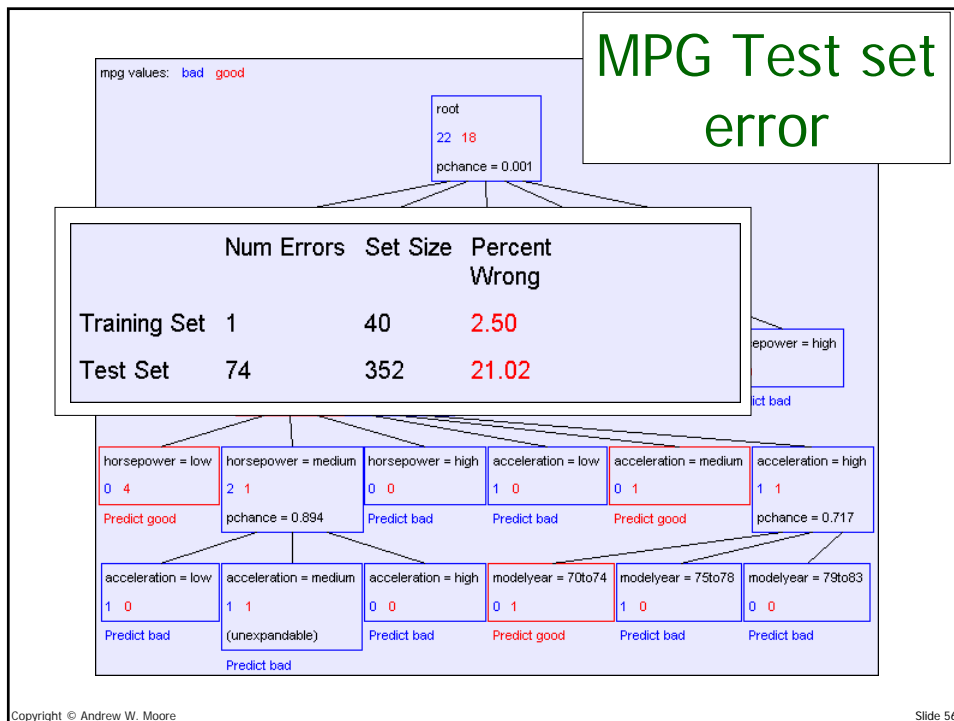 MPG Test set
error
mpg values: bad good
root
22 18
pchance = 0.001
Num Errors Set Size Percent
Wrong
Training Set 1 40 2.50
Test Set 74 352 21.02
= high
bad
horsepower = low horsepower = medium horsepower = high acceleration = low acceleration = medium acceleration = high
0 4 2 1 0 0 1 0 0 1 1 1
Predict good pchance = 0.894 Predict bad Predict bad Predict good pchance = 0.717
acceleration = low acceleration = medium acceleration = high modelyear = 70to74 modelyear = 75to78 modelyear = 79to83
1 0 1 1 0 0 0 1 1 0 0 0
Predict bad (unexpandable) Predict bad Predict good Predict bad Predict bad
Predict bad
Copyright © Andrew W. Moore Slide 56